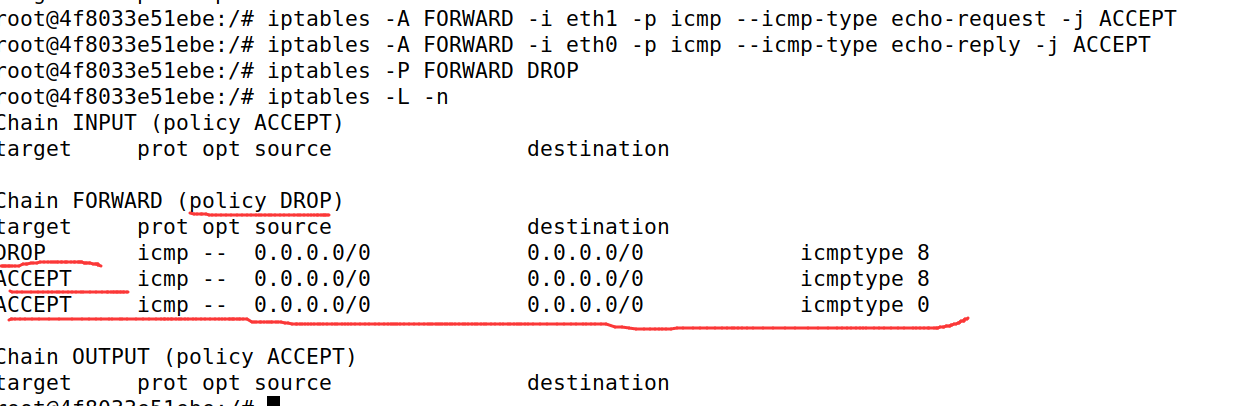 root@4f8033e51ebe:/# iptables -A FORWARD -i eth1 -p icmp --icmp-type echo-request -j ACCEPT
root@4f8033e51ebe:/# iptables -A FORWARD -i eth0 -p icmp --icmp-type echo-reply -j ACCEPT
root@4f8033e51ebe:/# iptables -P FORWARD DROP
root@4f8033e51ebe:/# iptables -L -n
Chain INPUT (policy ACCEPT)
target     prot opt source               destination
Chain FORWARD (policy DROP)
target     prot opt source               destination
DROP       icmp --  0.0.0.0/0            0.0.0.0/0            icmptype 8
ACCEPT     icmp --  0.0.0.0/0            0.0.0.0/0            icmptype 8
ACCEPT     icmp --  0.0.0.0/0            0.0.0.0/0            icmptype 0
Chain OUTPUT (policy ACCEPT)
target     prot opt source               destination
root@4f8033e51ebe:/#